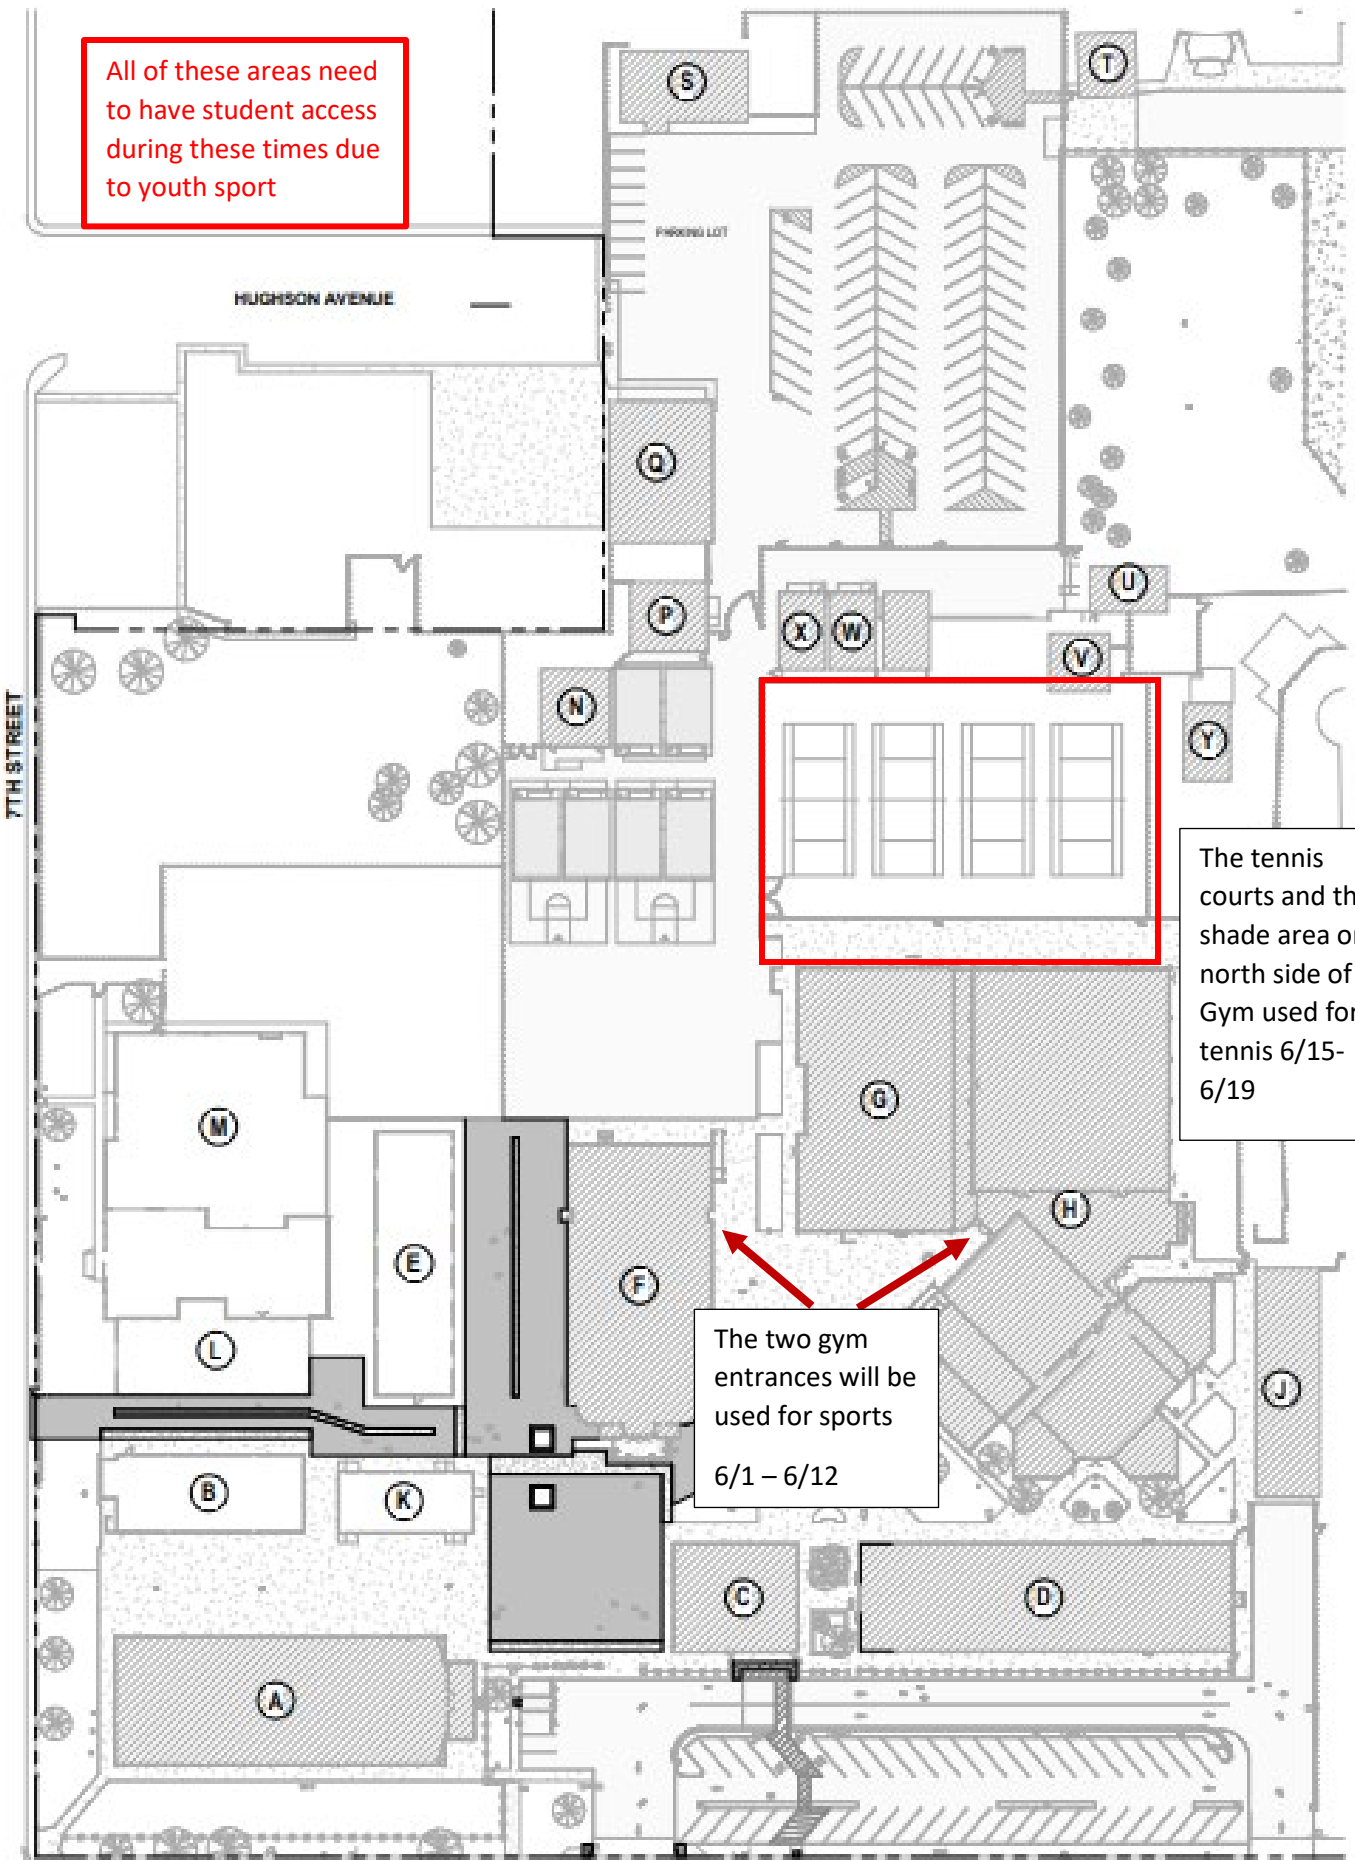 All of these areas need
to have student access
during these times due
to youth sport
S
T
PARKING LOT
HUGHSON AVENUE
Q
U
P
X
W
V
N
7TH STREET
Y
The tennis
courts and th
shade area or
north side of
Gym used for
tennis 6/15-
6/19
G
M
H
E
F
L
The two gym
entrances will be
used for sports
6/1 – 6/12
J
B
K
C
D
A